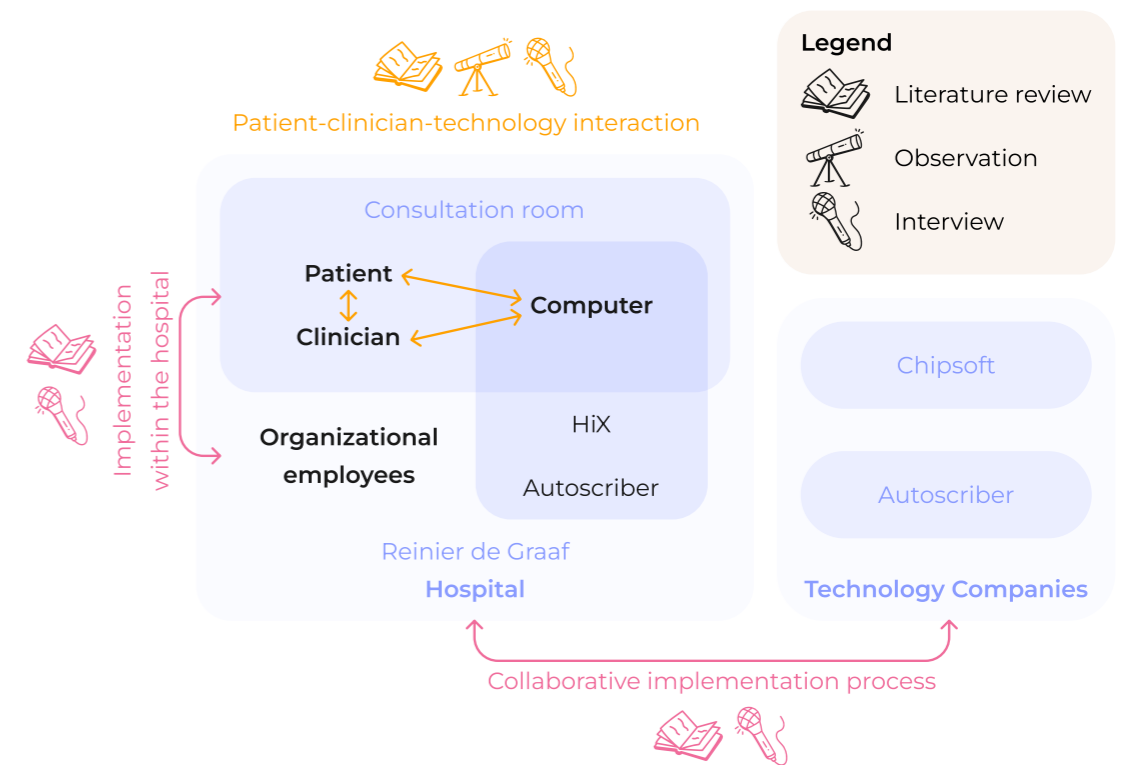 Patient-clinician-technology interaction
Legend
Literature review
Observation
Interview
Consultation room
Patient
Clinician
Computer
Implementation
within the hospital
Organizational
employees
HiX
Autoscriber
Reinier de Graaf
Hospital
Chipsoft
Autoscriber
Technology Companies
Collaborative implementation process